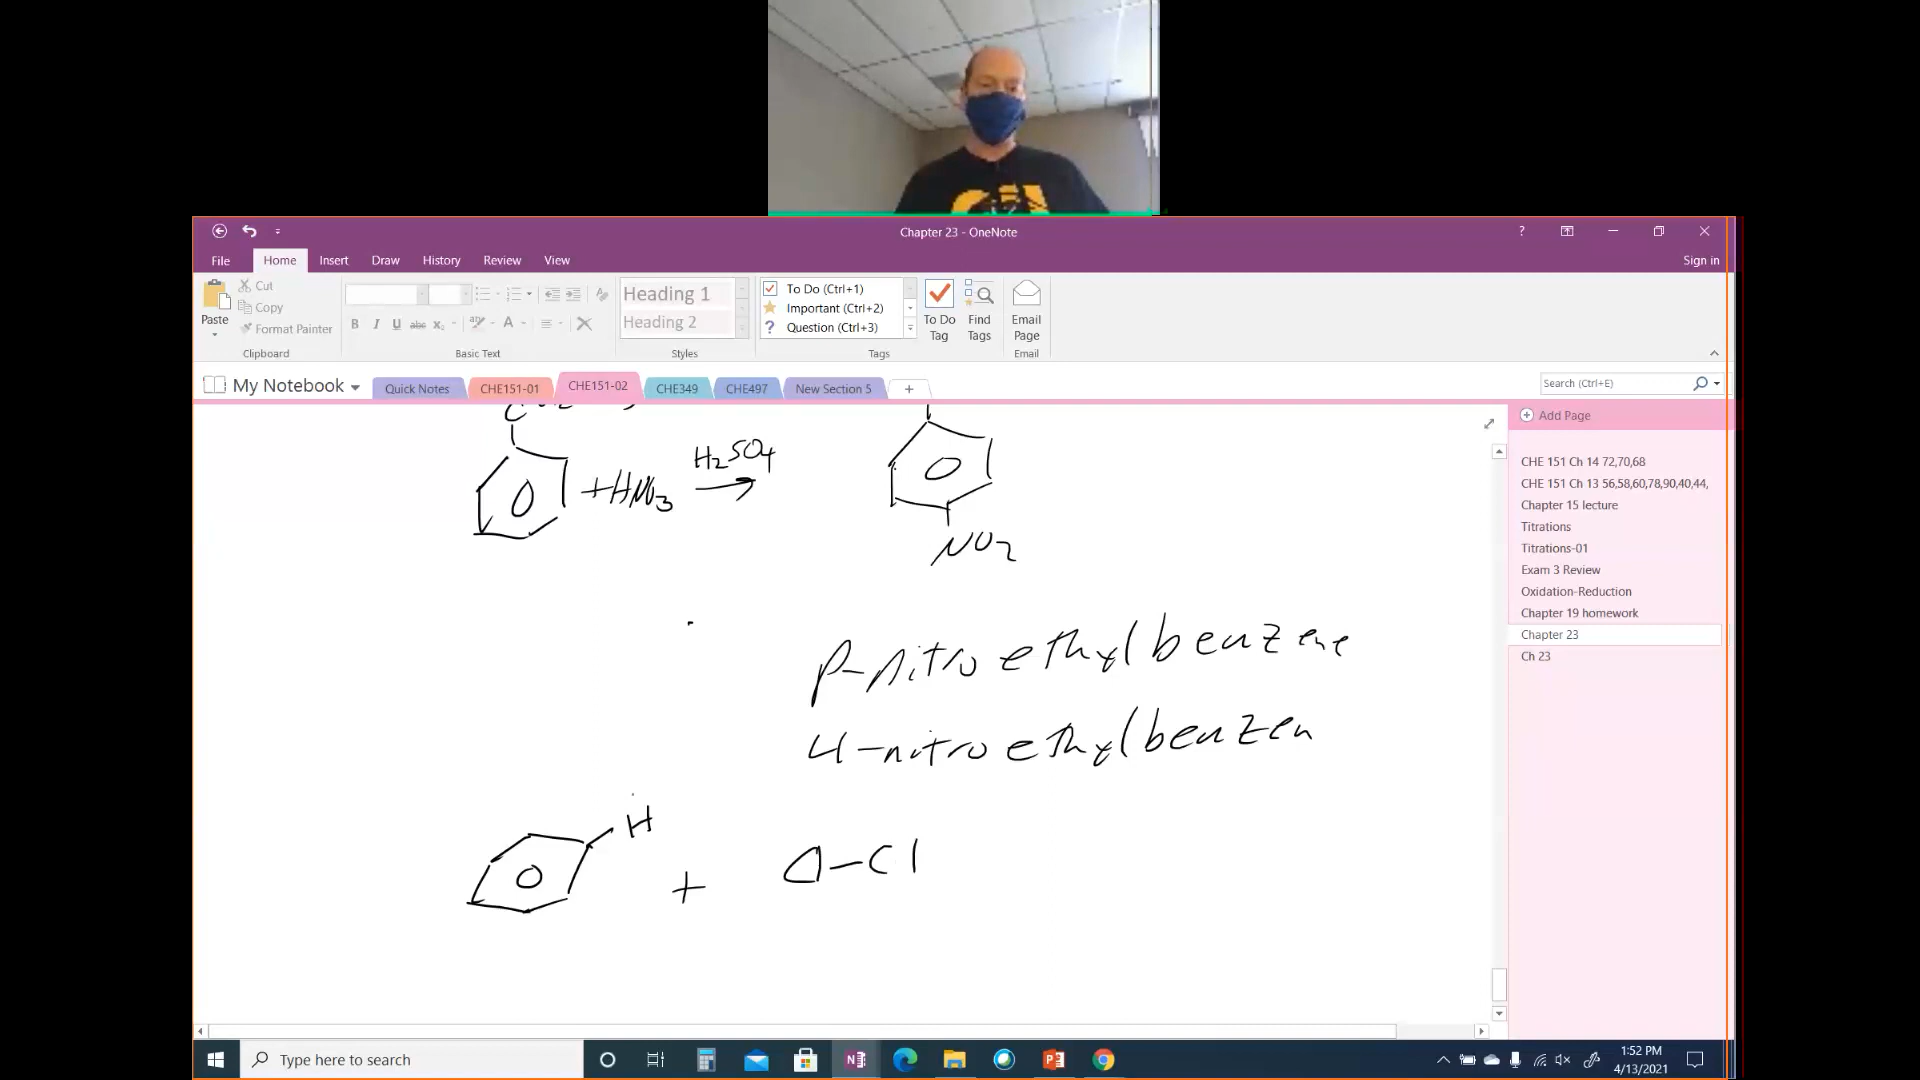 Chapter 23 - OneNote
?
File Home Insert Draw History Review View
Sign in
Paste
Cut
Copy
Format Painter
Clipboard
B I U abc X₂ A
Basic Text
Heading 1
Heading 2
Styles
To Do (Ctrl+1)
Important (Ctrl+2)
Question (Ctrl+3)
Tags
To Do Tag
Find Tags
Email Page
Email
My Notebook Quick Notes CHE151-01 CHE151-02 CHE349 CHE497 New Section 5 +
Search (Ctrl+E)
Add Page
CHE 151 Ch 14 72,70,68
CHE 151 Ch 13 56,58,60,78,90,40,44,
Chapter 15 lecture
Titrations
Titrations-01
Exam 3 Review
Oxidation-Reduction
Chapter 19 homework
Chapter 23
Ch 23
+HNO3 H2SO4
NO2
p-nitroethylbenzene
4-nitroethylbenzen
H
+ Cl-Cl
Type here to search
1:52 PM
4/13/2021